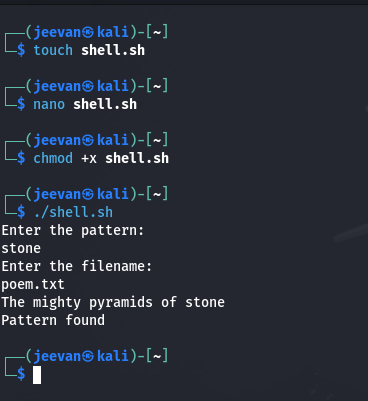 ┌──(jeevan㉿kali)-[~]
└─$ touch shell.sh
┌──(jeevan㉿kali)-[~]
└─$ nano shell.sh
┌──(jeevan㉿kali)-[~]
└─$ chmod +x shell.sh
┌──(jeevan㉿kali)-[~]
└─$ ./shell.sh
Enter the pattern:
stone
Enter the filename:
poem.txt
The mighty pyramids of stone
Pattern found
┌──(jeevan㉿kali)-[~]
└─$